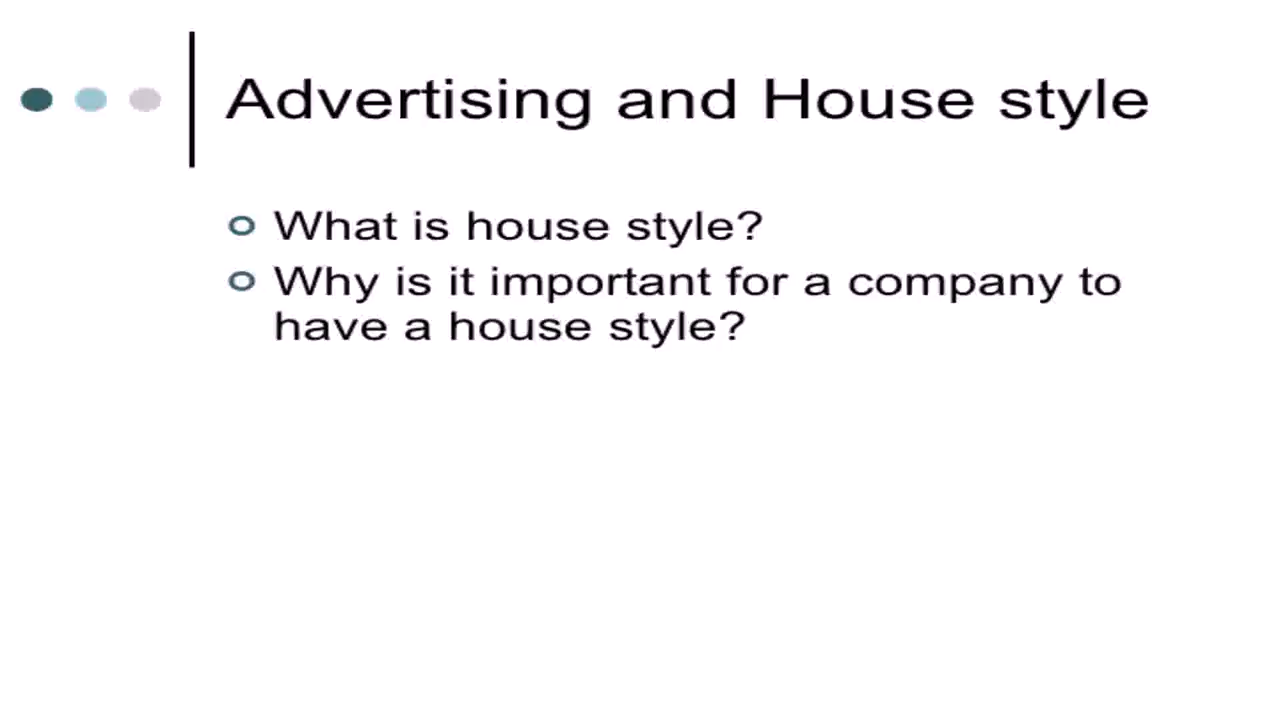 Advertising and House style
What is house style?
Why is it important for a company to
have a house style?